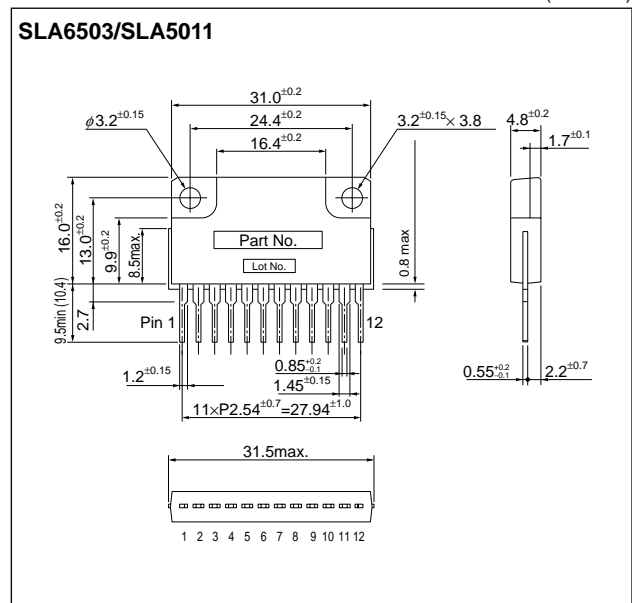 SLA6503/SLA5011
31.0±0.2
φ3.2±0.15
24.4±0.2
3.2±0.15 × 3.8
4.8±0.2
16.4±0.2
1.7±0.1
16.0±0.2
13.0±0.2
9.9±0.2
8.5max.
Part No.
Lot No.
0.8 max
9.5min (10.4)
2.7
Pin 1
12
1.2±0.15
0.85+0.2-0.1
1.45±0.15
0.55+0.2-0.1
2.2±0.7
11×P2.54±0.7=27.94±1.0
31.5max.
1 2 3 4 5 6 7 8 9 10 11 12